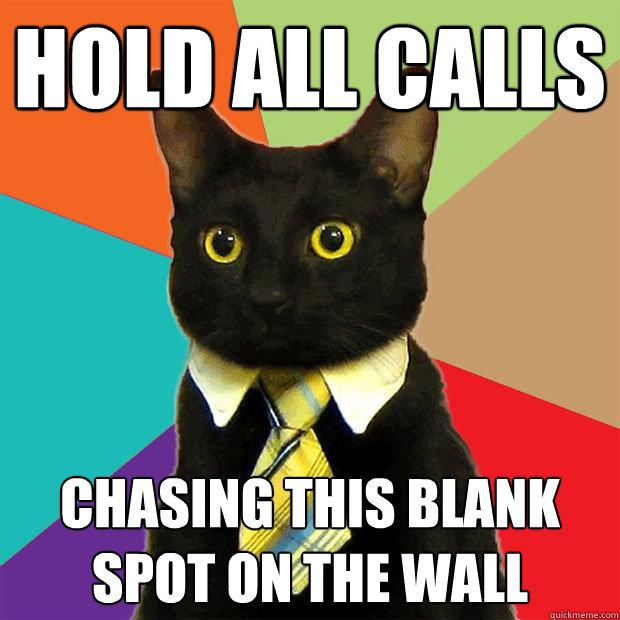 HOLD ALL CALLS
CHASING THIS BLANK
SPOT ON THE WALL
quickmeme.com